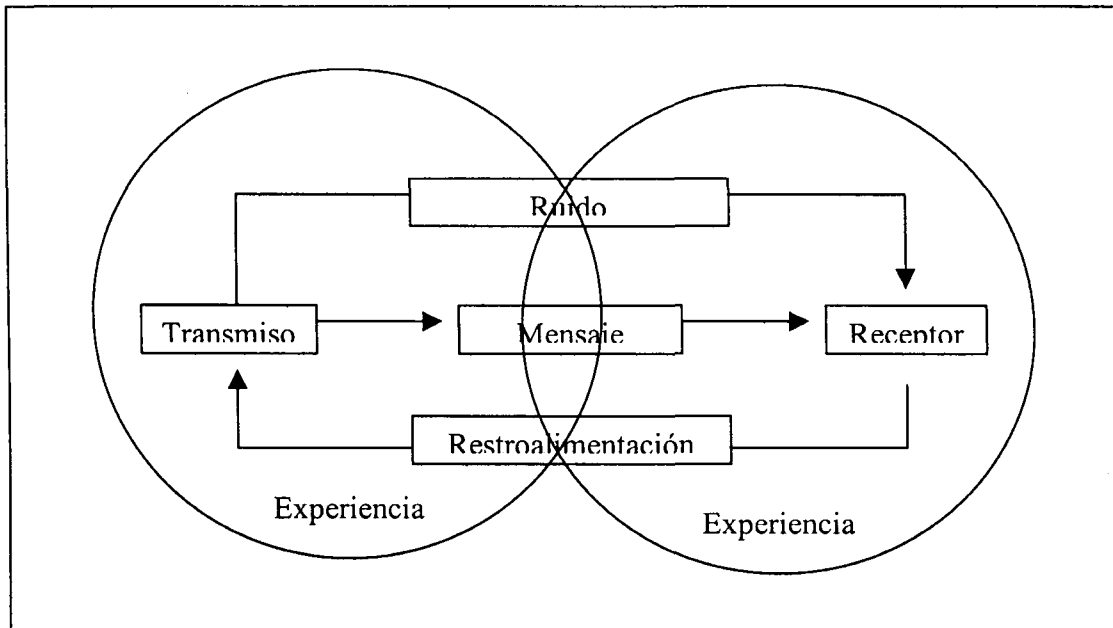 Ruido
Transmiso
Mensaje
Receptor
Restroalimentación
Experiencia
Experiencia